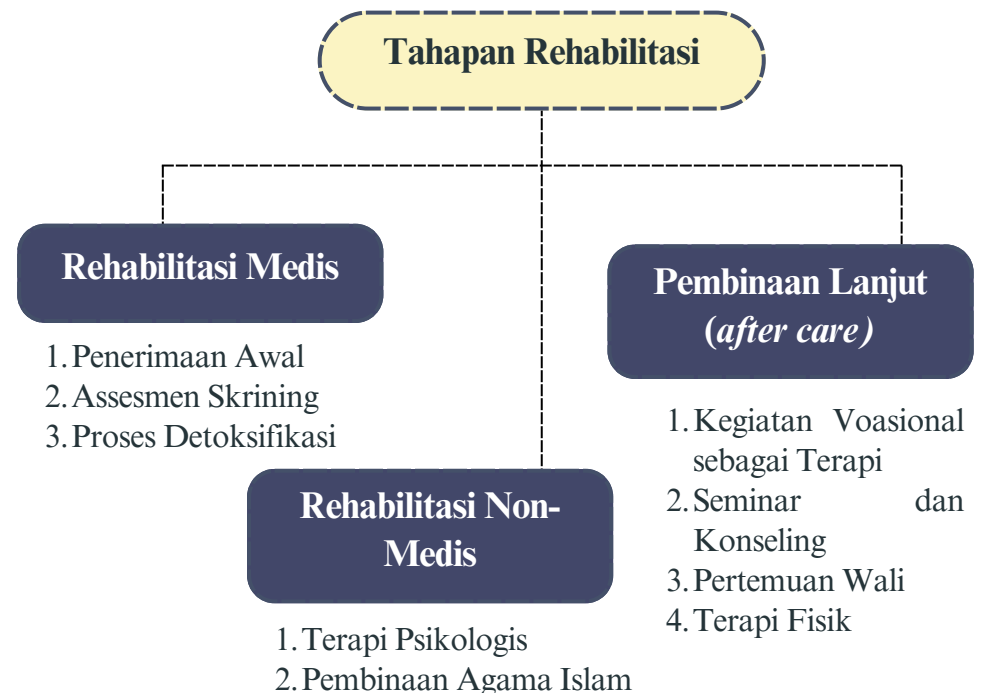 Tahapan Rehabilitasi
Rehabilitasi Medis
1. Penerimaan Awal
2. Assesmen Skrining
3. Proses Detoksifikasi
Rehabilitasi Non-
Medis
1. Terapi Psikologis
2. Pembinaan Agama Islam
Pembinaan Lanjut
(after care)
1. Kegiatan Voasional
sebagai Terapi
2. Seminar dan
Konseling
3. Pertemuan Wali
4. Terapi Fisik